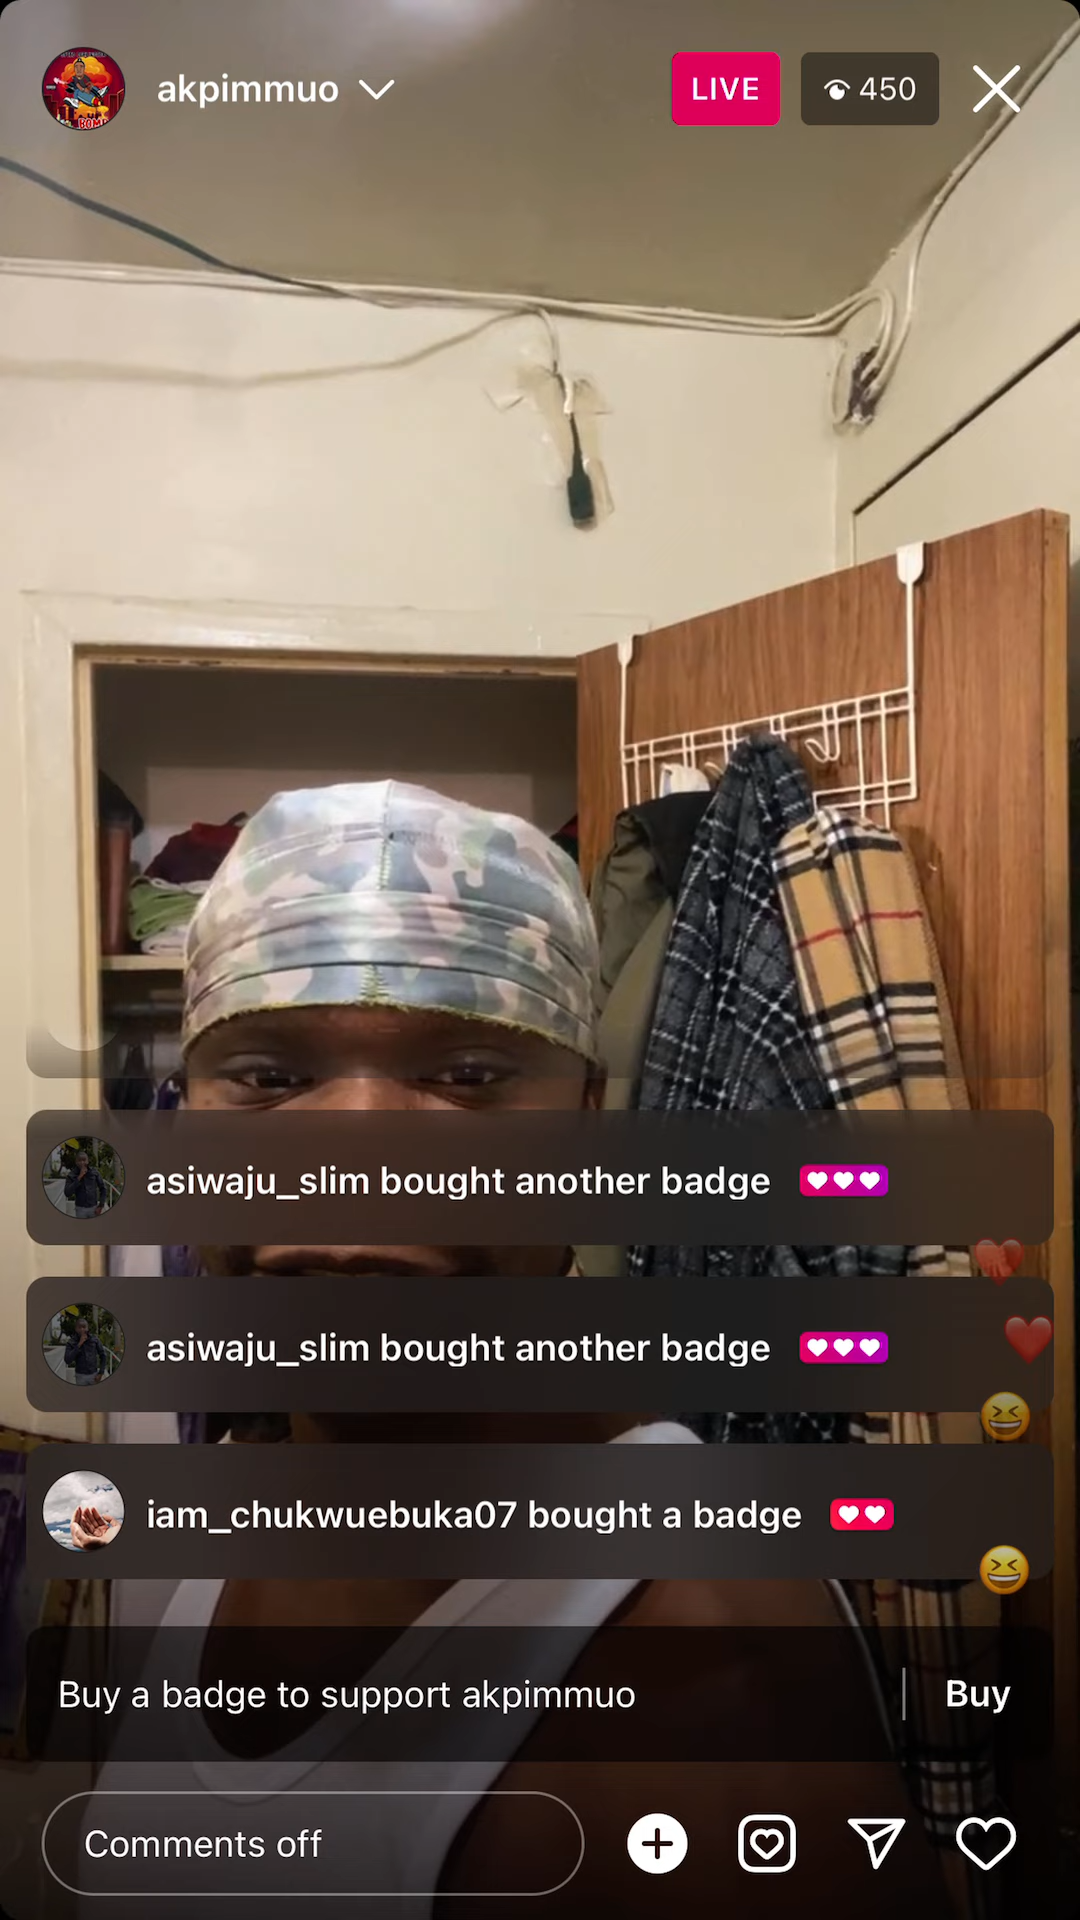 akpimmuo
LIVE
450
BOMB
asiwaju_slim bought another badge
asiwaju_slim bought another badge
iam_chukwuebuka07 bought a badge
Buy a badge to support akpimmuo
Buy
Comments off